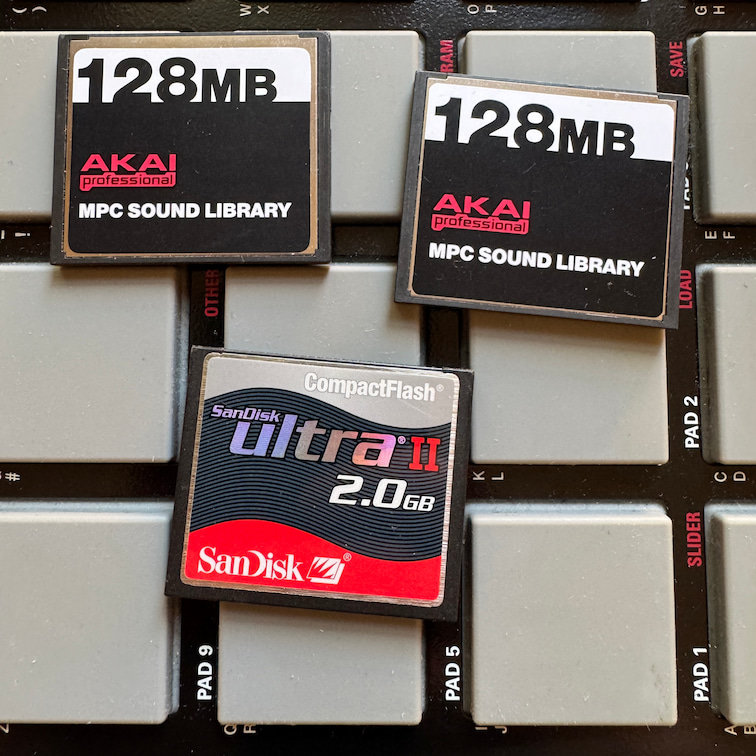 128MB
AKAI
professional
MPC SOUND LIBRARY
128MB
AKAI
professional
MPC SOUND LIBRARY
CompactFlash®
SanDisk
ultra® II
2.0GB
SanDisk®
SAVE
OTHER
LOAD
PAD 2
SLIDER
PAD 9
PAD 5
PAD 1
( )
W
X
O
P
G
H
!
E
F
#
K
L
C
D
Q
R
J
A
B